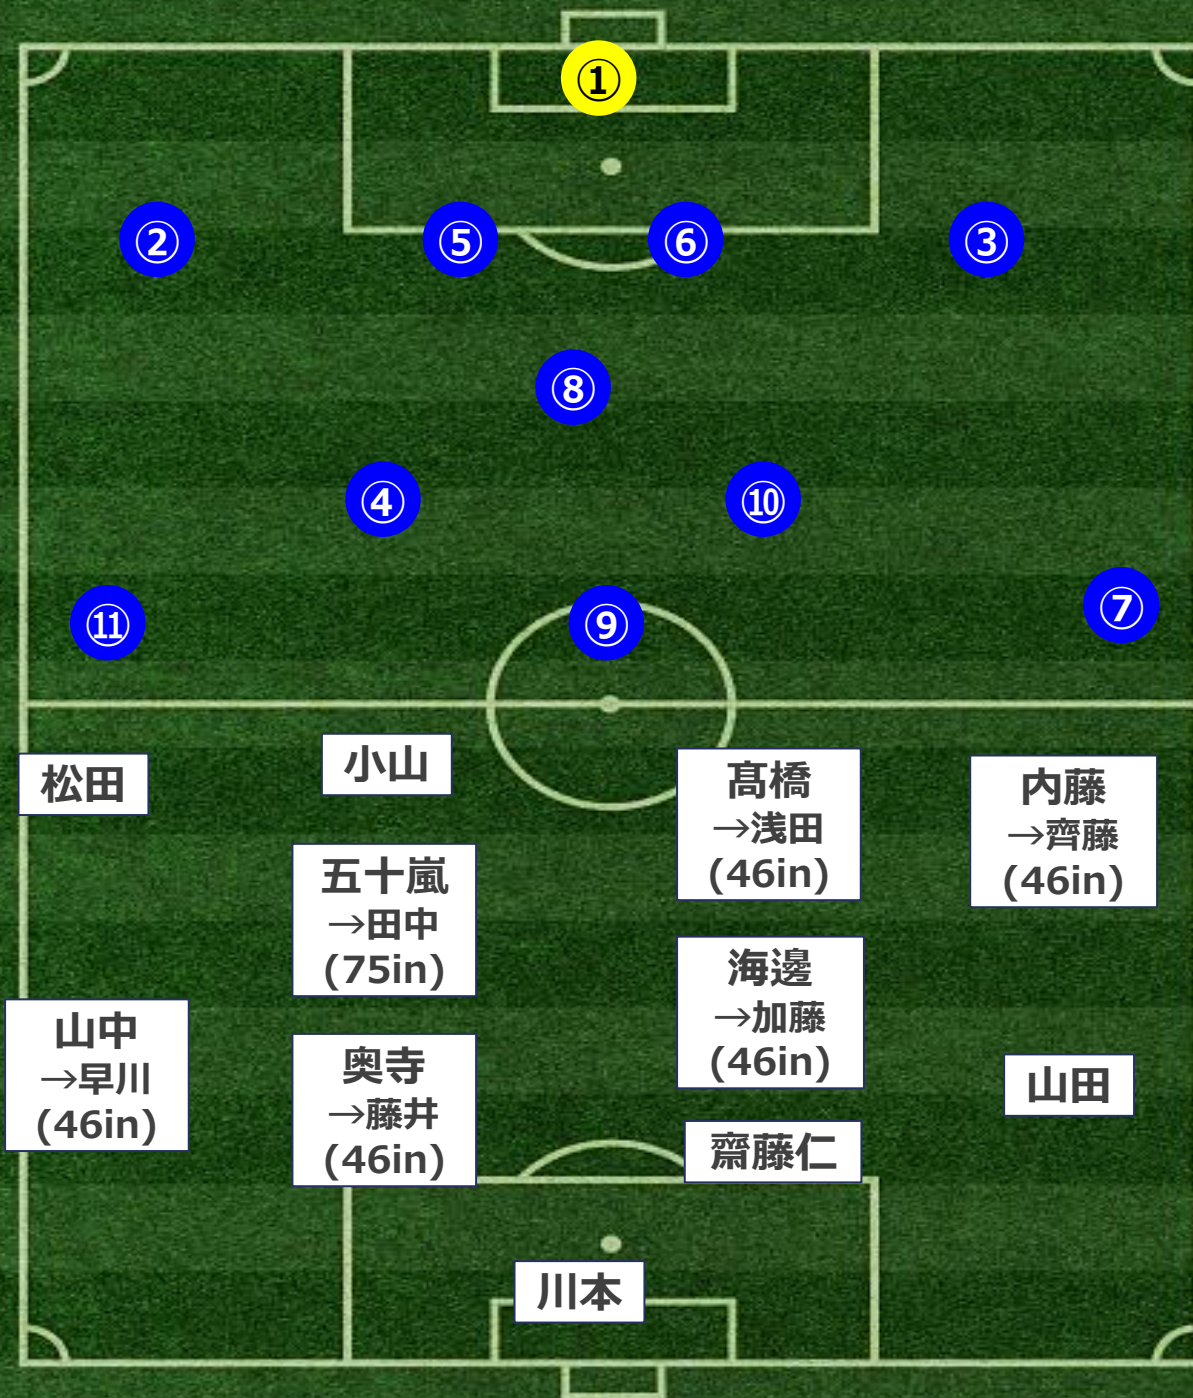 ①
②
⑤
⑥
③
⑧
④
⑩
⑪
⑨
⑦
松田
小山
髙橋
→浅田
(46in)
内藤
→齊藤
(46in)
五十嵐
→田中
(75in)
海邊
→加藤
(46in)
山中
→早川
(46in)
奥寺
→藤井
(46in)
山田
齋藤仁
川本